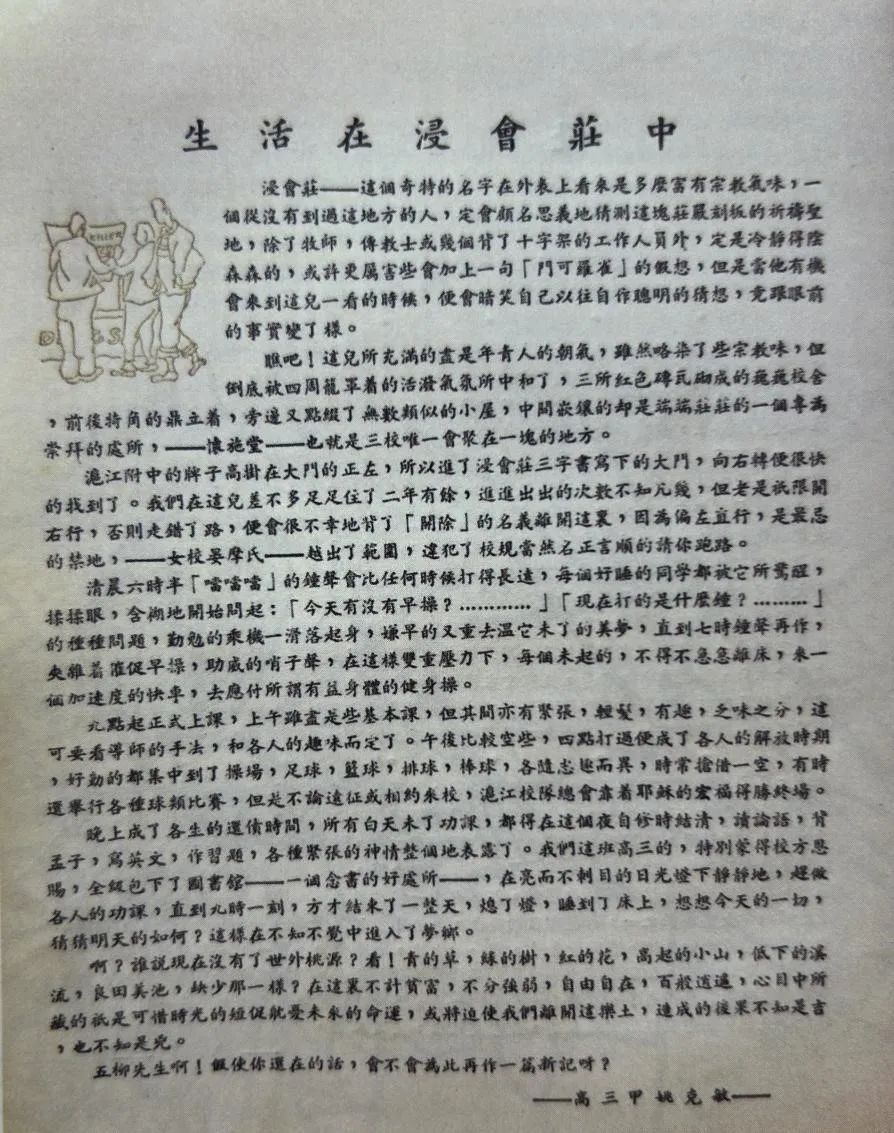 生活在浸會莊中
浸會莊——這個奇特的名字在外表上看來是多麼富有宗教氣味，一
個從沒有到過這地方的人，定會顧名思義地猜測這塊莊嚴刻板的祈禱聖
地，除了牧師，傳教士或幾個背了十字架的工作人員外，定是冷靜得陰
森森的，或許更厲害些會加上一句「門可羅雀」的假想，但是當他有機
會來到這兒一看的時候，便會暗笑自己以往自作聰明的猜想，竟跟眼前
的事實變了樣。
瞧吧！這兒所充滿的盡是年青人的朝氣，雖然略染了些宗教味，但
倒底被四周籠罩着的活潑氣氛所中和了，三所紅色磚瓦砌成的巍巍校舍
，前後犄角的鼎立着，旁邊又點綴了無數類似的小屋，中間嵌鑲的却是端端莊莊的一個專為
崇拜的處所，——懷施堂——也就是三校唯一會聚在一塊的地方。
滬江附中的牌子高掛在大門的正左，所以進了浸會莊三字書寫下的大門，向右轉便很快
的找到了。我們在這兒差不多足足住了二年有餘，進進出出的次數不知凡幾，但老是祇限開
右行，否則走錯了路，便會很不幸地背了「開除」的名義離開這裏，因為偏左直行，是最忌
的禁地，——女校晏摩氏——越出了範圍，違犯了校規當然名正言順的請你跑路。
清晨六時半「噹噹噹」的鐘聲會比任何時候打得長遠，每個好睡的同學都被它所驚醒，
揉揉眼，含糊地開始問起：「今天有沒有早操？…………」「現在打的是什麼鐘？………」
的種種問題，勤勉的乘機一滑落起身，嫌早的又重去溫它未了的美夢，直到七時鐘聲再作，
夾雜着催促早操，助威的哨子聲，在這樣雙重壓力下，每個未起的，不得不急急離床，來一
個加速度的快車，去應付所謂有益身體的健身操。
九點起正式上課，上午雖盡是些基本課，但其間亦有緊張，輕鬆，有趣，乏味之分，這
可要看導師的手法，和各人的趣味而定了。午後比較空些，四點打過便成了各人的解放時期
，好動的都集中到了操場，足球，籃球，排球，棒球，各隨志趣而異，時常搶借一空，有時
還舉行各種球類比賽，但是不論遠征或相約來校，滬江校隊總會靠着耶穌的宏福得勝終場。
晚上成了各生的還債時間，所有白天未了功課，都得在這個夜自修時結清，讀論語，背
孟子，寫英文，作習題，各種緊張的神情整個地表露了。我們這班高三的，特別蒙得校方恩
賜，全級包下了圖書館——一個念書的好處所——，在亮而不刺目的日光燈下靜靜地，趕做
各人的功課，直到九時一刻，方才結束了一整天，熄了燈，睡到了床上，想想今天的一切，
猜猜明天的如何？這樣在不知不覺中進入了夢鄉。
啊？誰說現在沒有了世外桃源？看！青的草，綠的樹，紅的花，高起的小山，低下的溪
流，良田美池，缺少那一樣？在這裏不計貧富，不分強弱，自由自在，百般逍遙，心目中所
藏的祇是可惜時光的短促躭憂未來的命運，或將迫使我們離開這樂土，造成的後果不知是吉
，也不知是兇。
五柳先生啊！假使你還在的話，會不會為此再作一篇新記呀？
——高三甲姚克敏——